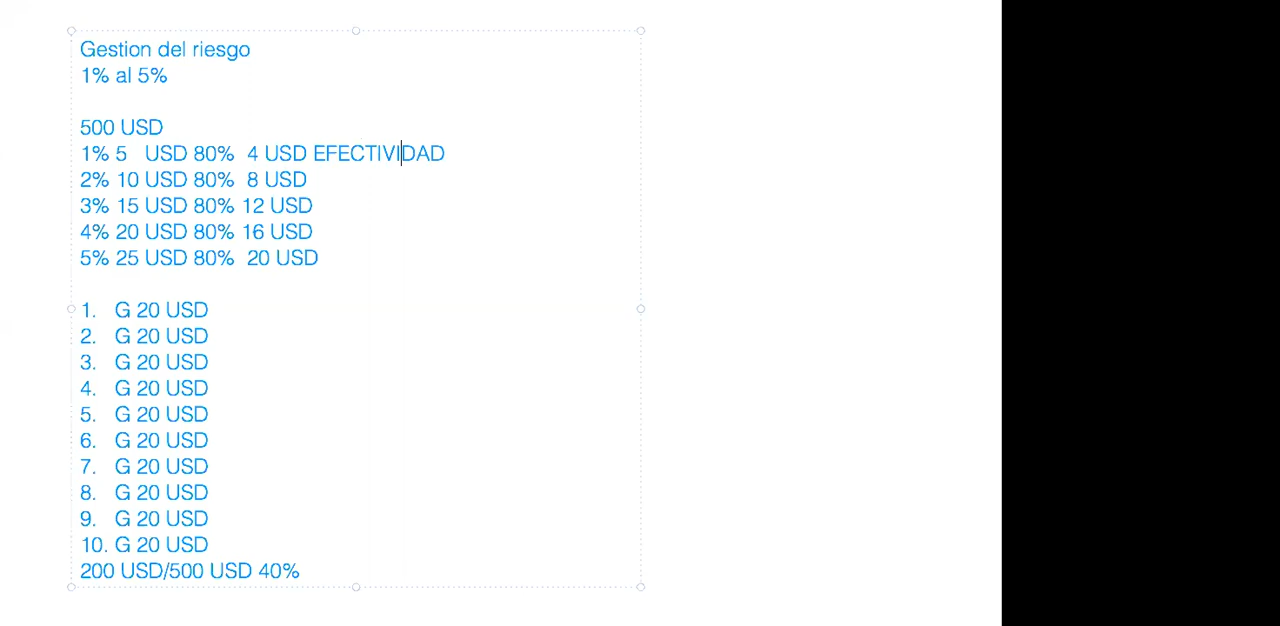 Gestion del riesgo
1% al 5%
500 USD
1% 5 USD 80% 4 USD EFECTIVIDAD
2% 10 USD 80% 8 USD
3% 15 USD 80% 12 USD
4% 20 USD 80% 16 USD
5% 25 USD 80% 20 USD
1. G 20 USD
2. G 20 USD
3. G 20 USD
4. G 20 USD
5. G 20 USD
6. G 20 USD
7. G 20 USD
8. G 20 USD
9. G 20 USD
10. G 20 USD
200 USD/500 USD 40%